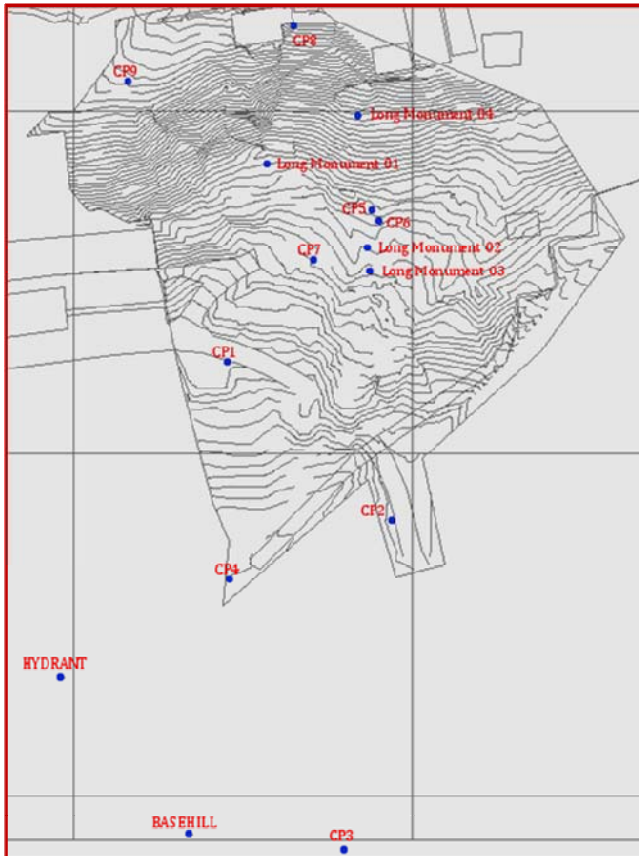 CP8
CP9
Long Monument 04
Long Monument 01
CP5
CP6
Long Monument 02
CP7
Long Monument 03
CP1
CP2
CP4
HYDRANT
BASEHILL
CP3